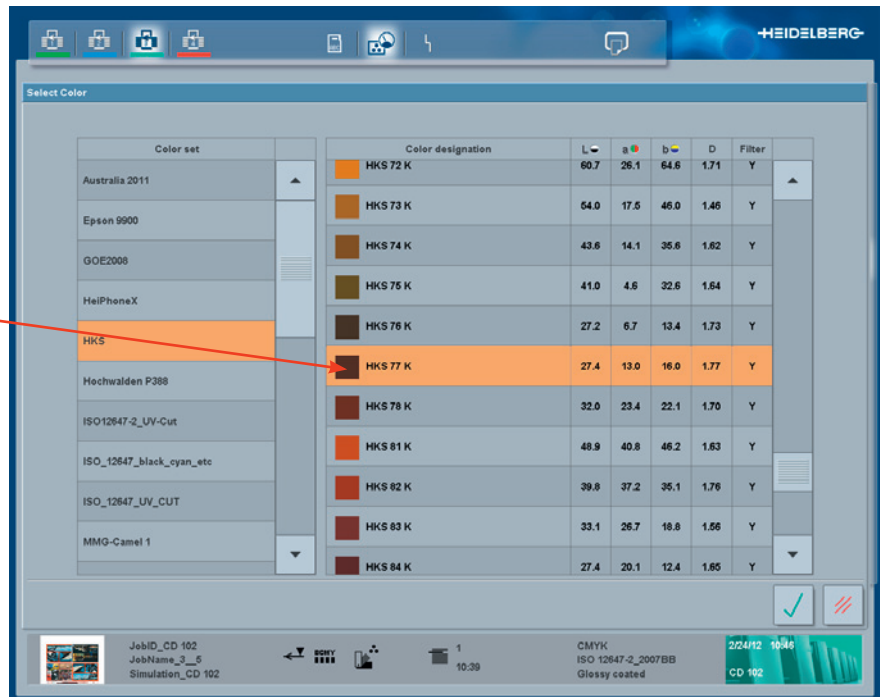 HEIDELBERG
Select Color
Color set
Australia 2011
Epson 9900
GOE2008
HeiPhoneX
HKS
Hochwalden P388
ISO12647-2_UV-Cut
ISO_12647_black_cyan_etc
ISO_12647_UV_CUT
MMG-Camel 1
Color designation L a b D Filter
HKS 72 K 60.7 26.1 64.6 1.71 Y
HKS 73 K 54.0 17.5 46.0 1.46 Y
HKS 74 K 43.6 14.1 35.6 1.62 Y
HKS 75 K 41.0 4.6 32.6 1.64 Y
HKS 76 K 27.2 6.7 13.4 1.73 Y
HKS 77 K 27.4 13.0 16.0 1.77 Y
HKS 78 K 32.0 23.4 22.1 1.70 Y
HKS 81 K 48.9 40.8 46.2 1.63 Y
HKS 82 K 39.8 37.2 35.1 1.76 Y
HKS 83 K 33.1 26.7 18.8 1.56 Y
HKS 84 K 27.4 20.1 12.4 1.65 Y
JobID_CD 102
JobName_3__5
Simulation_CD 102
1
10:39
CMYK
ISO 12647-2_2007BB
Glossy coated
2/24/12 10:46
CD 102